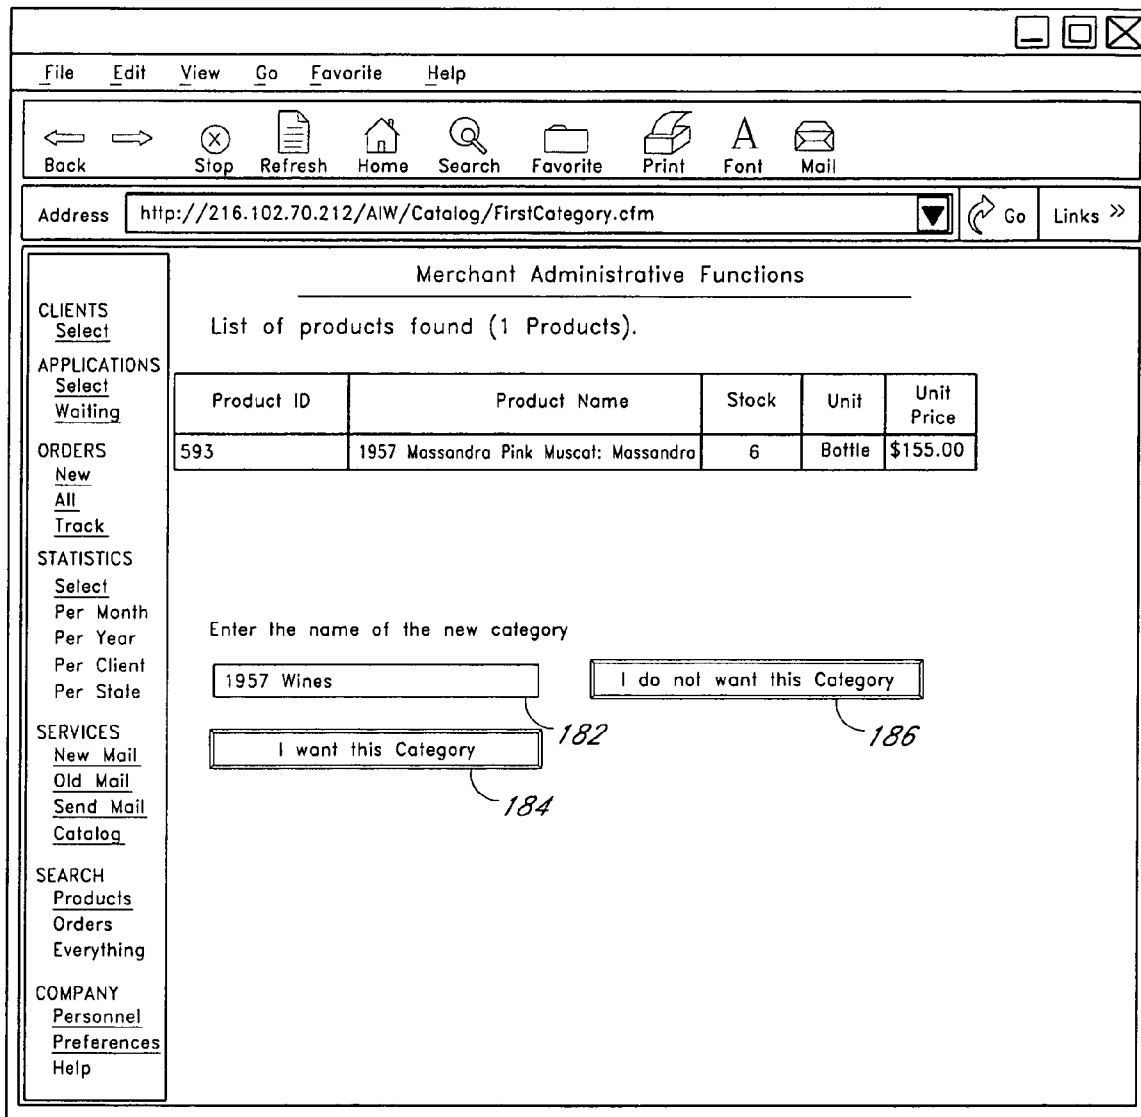 File Edit View Go Favorite Help
Back Stop Refresh Home Search Favorite Print A Font Mail
Address http://216.102.70.212/AIW/Catalog/FirstCategory.cfm Go Links »
Merchant Administrative Functions
List of products found (1 Products).
CLIENTS
Select
APPLICATIONS
Select
Waiting
ORDERS
New
All
Track
STATISTICS
Select
Per Month
Per Year
Per Client
Per State
SERVICES
New Mail
Old Mail
Send Mail
Catalog
SEARCH
Products
Orders
Everything
COMPANY
Personnel
Preferences
Help
Product ID Product Name Stock Unit Unit Price
593 1957 Massandra Pink Muscat: Massandra 6 Bottle $155.00
Enter the name of the new category
1957 Wines I do not want this Category
182 186
I want this Category
184